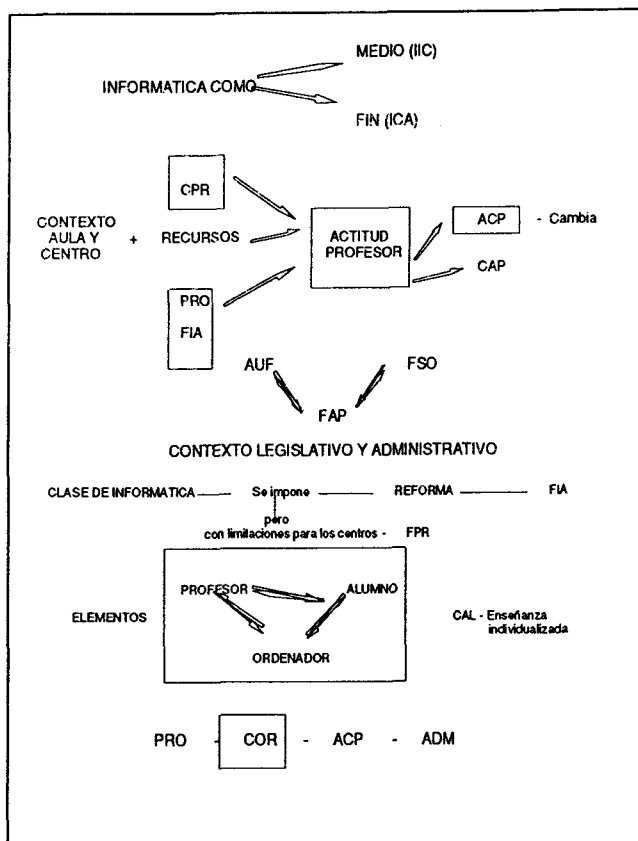 MEDIO (IIC)
INFORMATICA COMO
FIN (ICA)
CPR
CONTEXTO
AULA Y
CENTRO
+
RECURSOS
ACTITUD
PROFESOR
ACP - Cambia
CAP
PRO
FIA
AUF
FSO
FAP
CONTEXTO LEGISLATIVO Y ADMINISTRATIVO
CLASE DE INFORMATICA Se impone REFORMA FIA
pero
con limitaciones para los centros - FPR
PROFESOR
ALUMNO
ELEMENTOS
ORDENADOR
CAL - Enseñanza
individualizada
PRO - COR - ACP - ADM